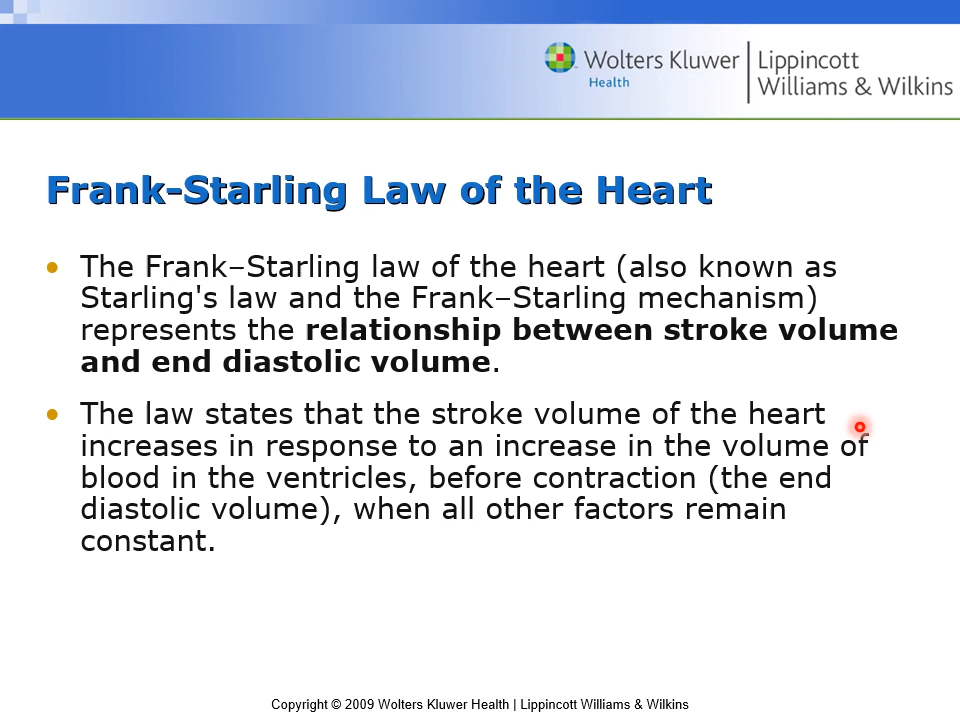 Wolters Kluwer
Health
Lippincott
Williams & Wilkins
Frank-Starling Law of the Heart
• The Frank–Starling law of the heart (also known as
Starling's law and the Frank–Starling mechanism)
represents the relationship between stroke volume
and end diastolic volume.
• The law states that the stroke volume of the heart
increases in response to an increase in the volume of
blood in the ventricles, before contraction (the end
diastolic volume), when all other factors remain
constant.
Copyright © 2009 Wolters Kluwer Health | Lippincott Williams & Wilkins